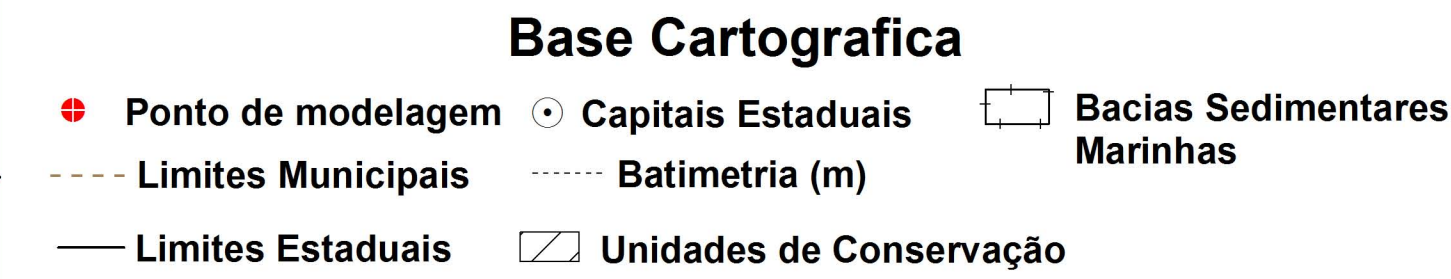 Base Cartografica
Ponto de modelagem
Capitais Estaduais
Bacias Sedimentares
Marinhas
Limites Municipais
Batimetria (m)
Limites Estaduais
Unidades de Conservação